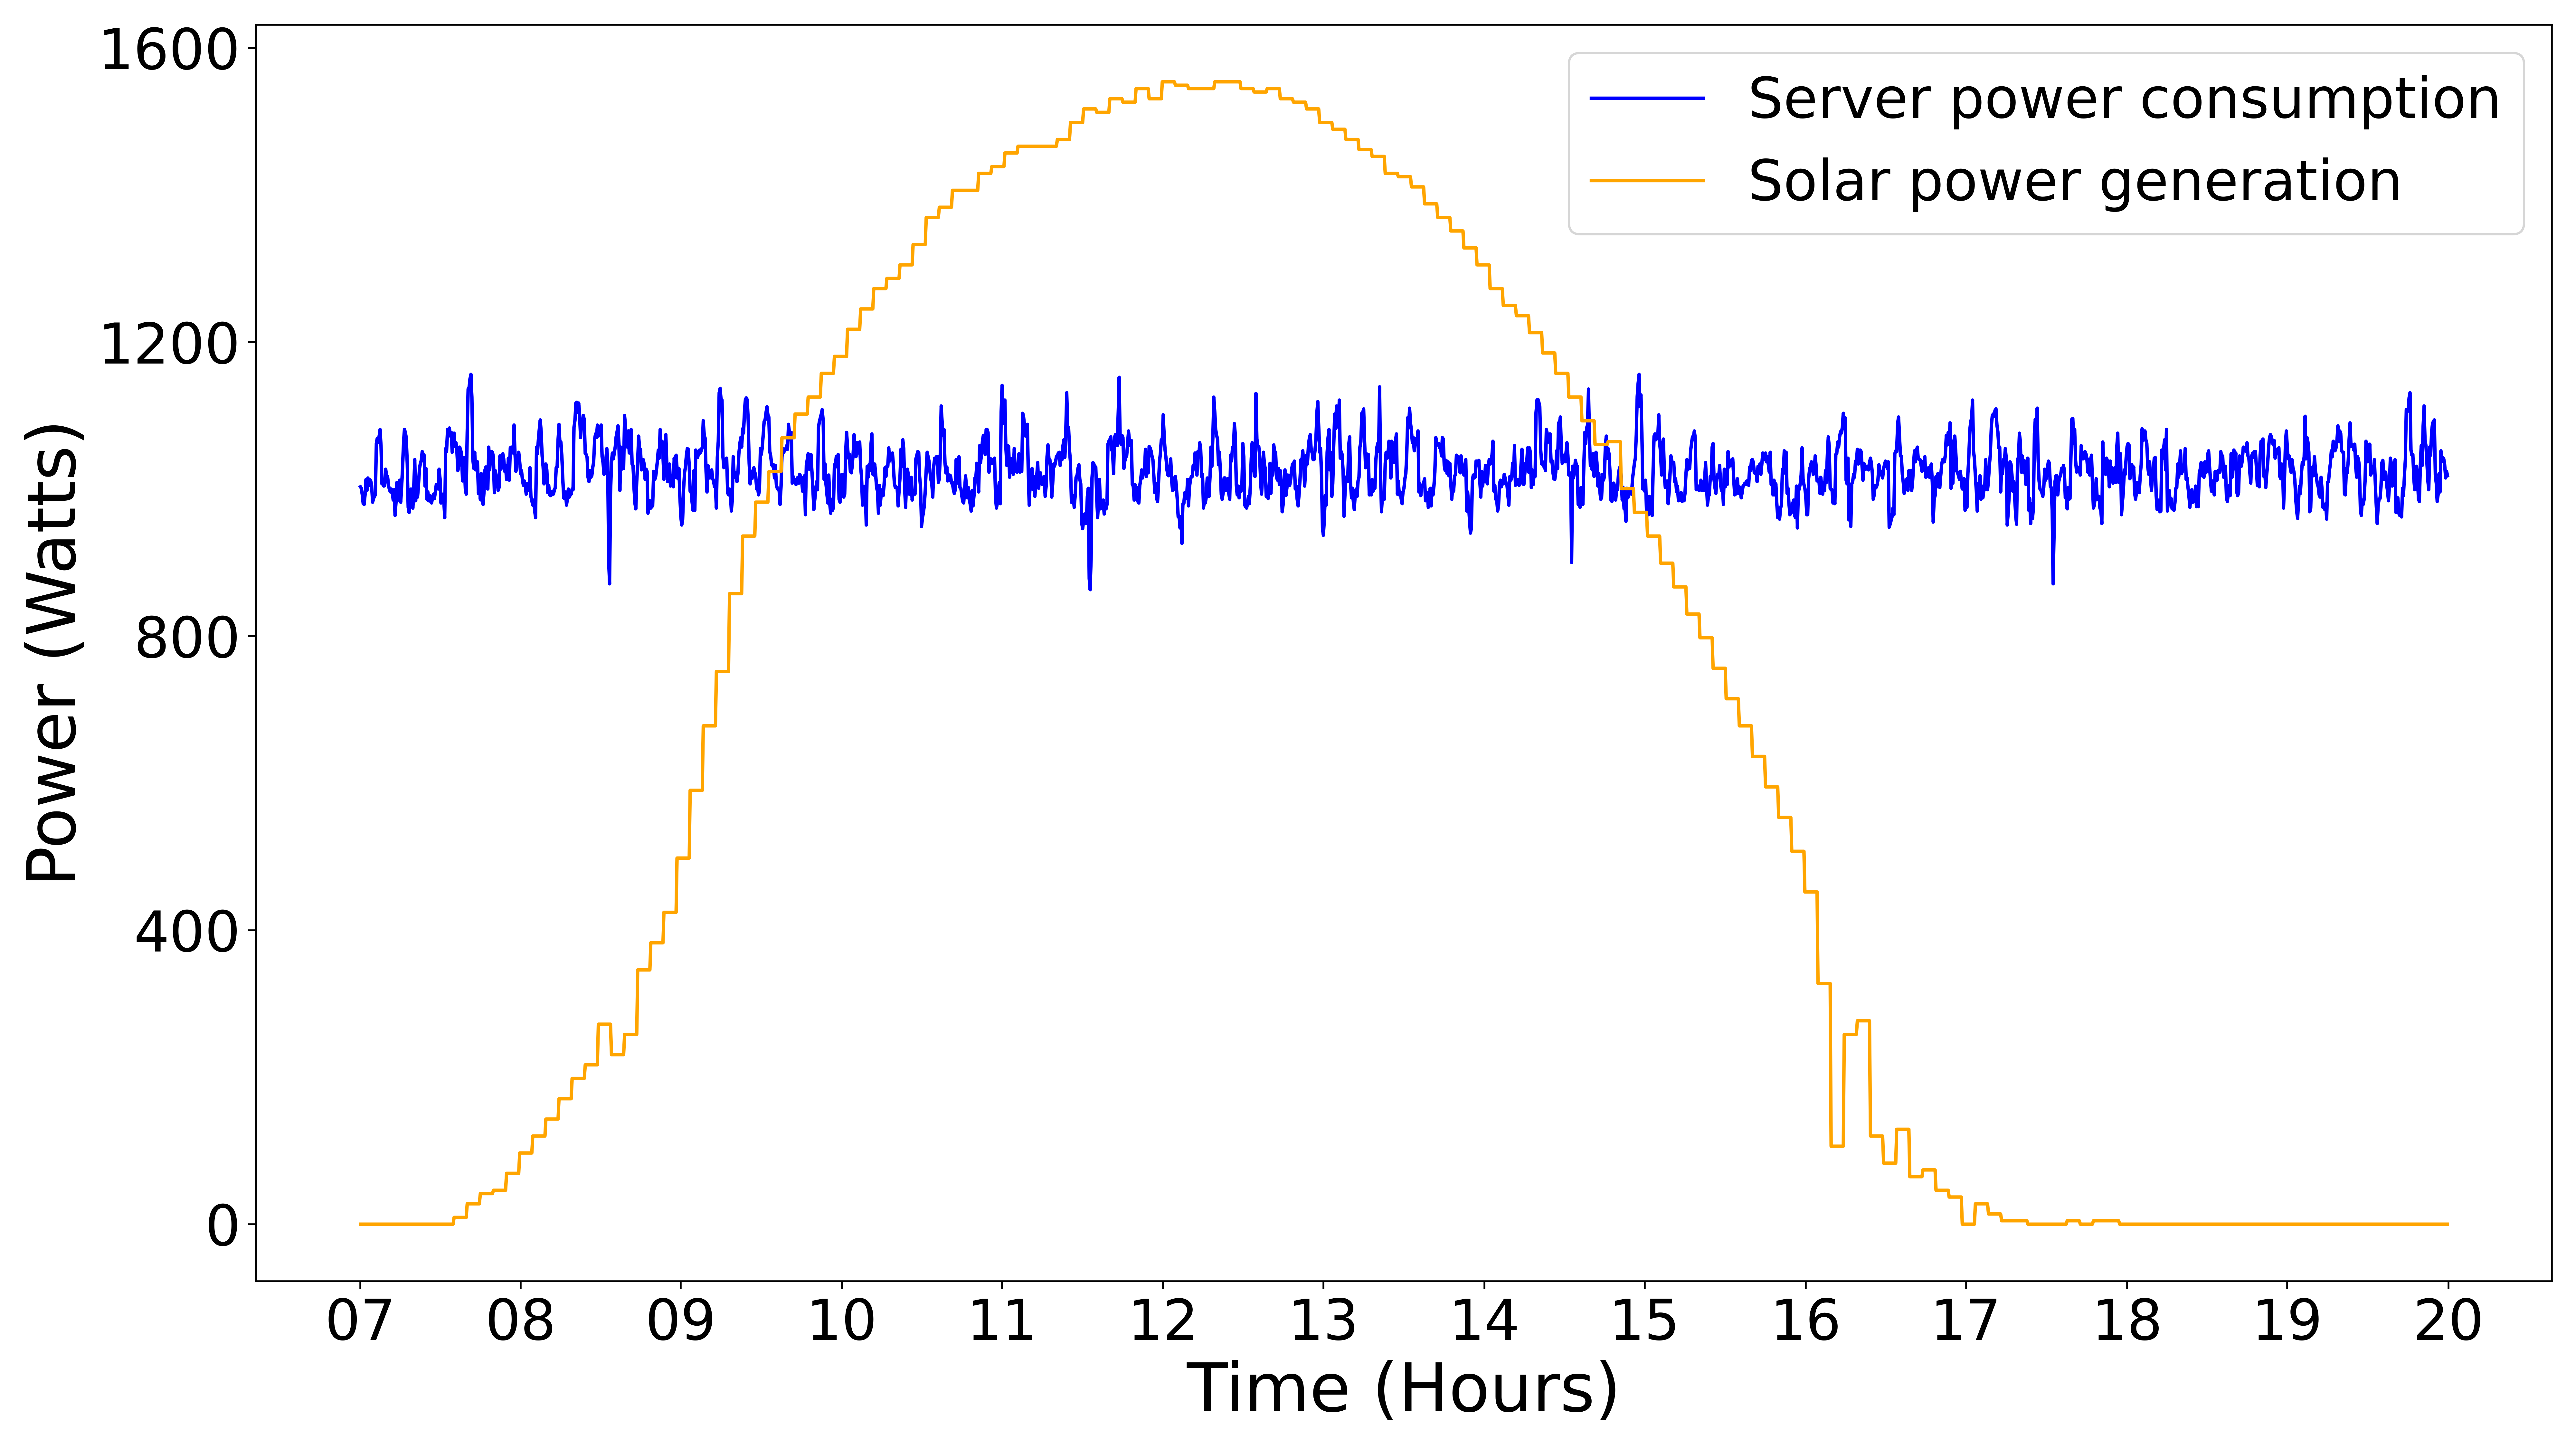 Power (Watts)
1600
1200
800
400
0
Server power consumption
Solar power generation
07 08 09 10 11 12 13 14 15 16 17 18 19 20
Time (Hours)